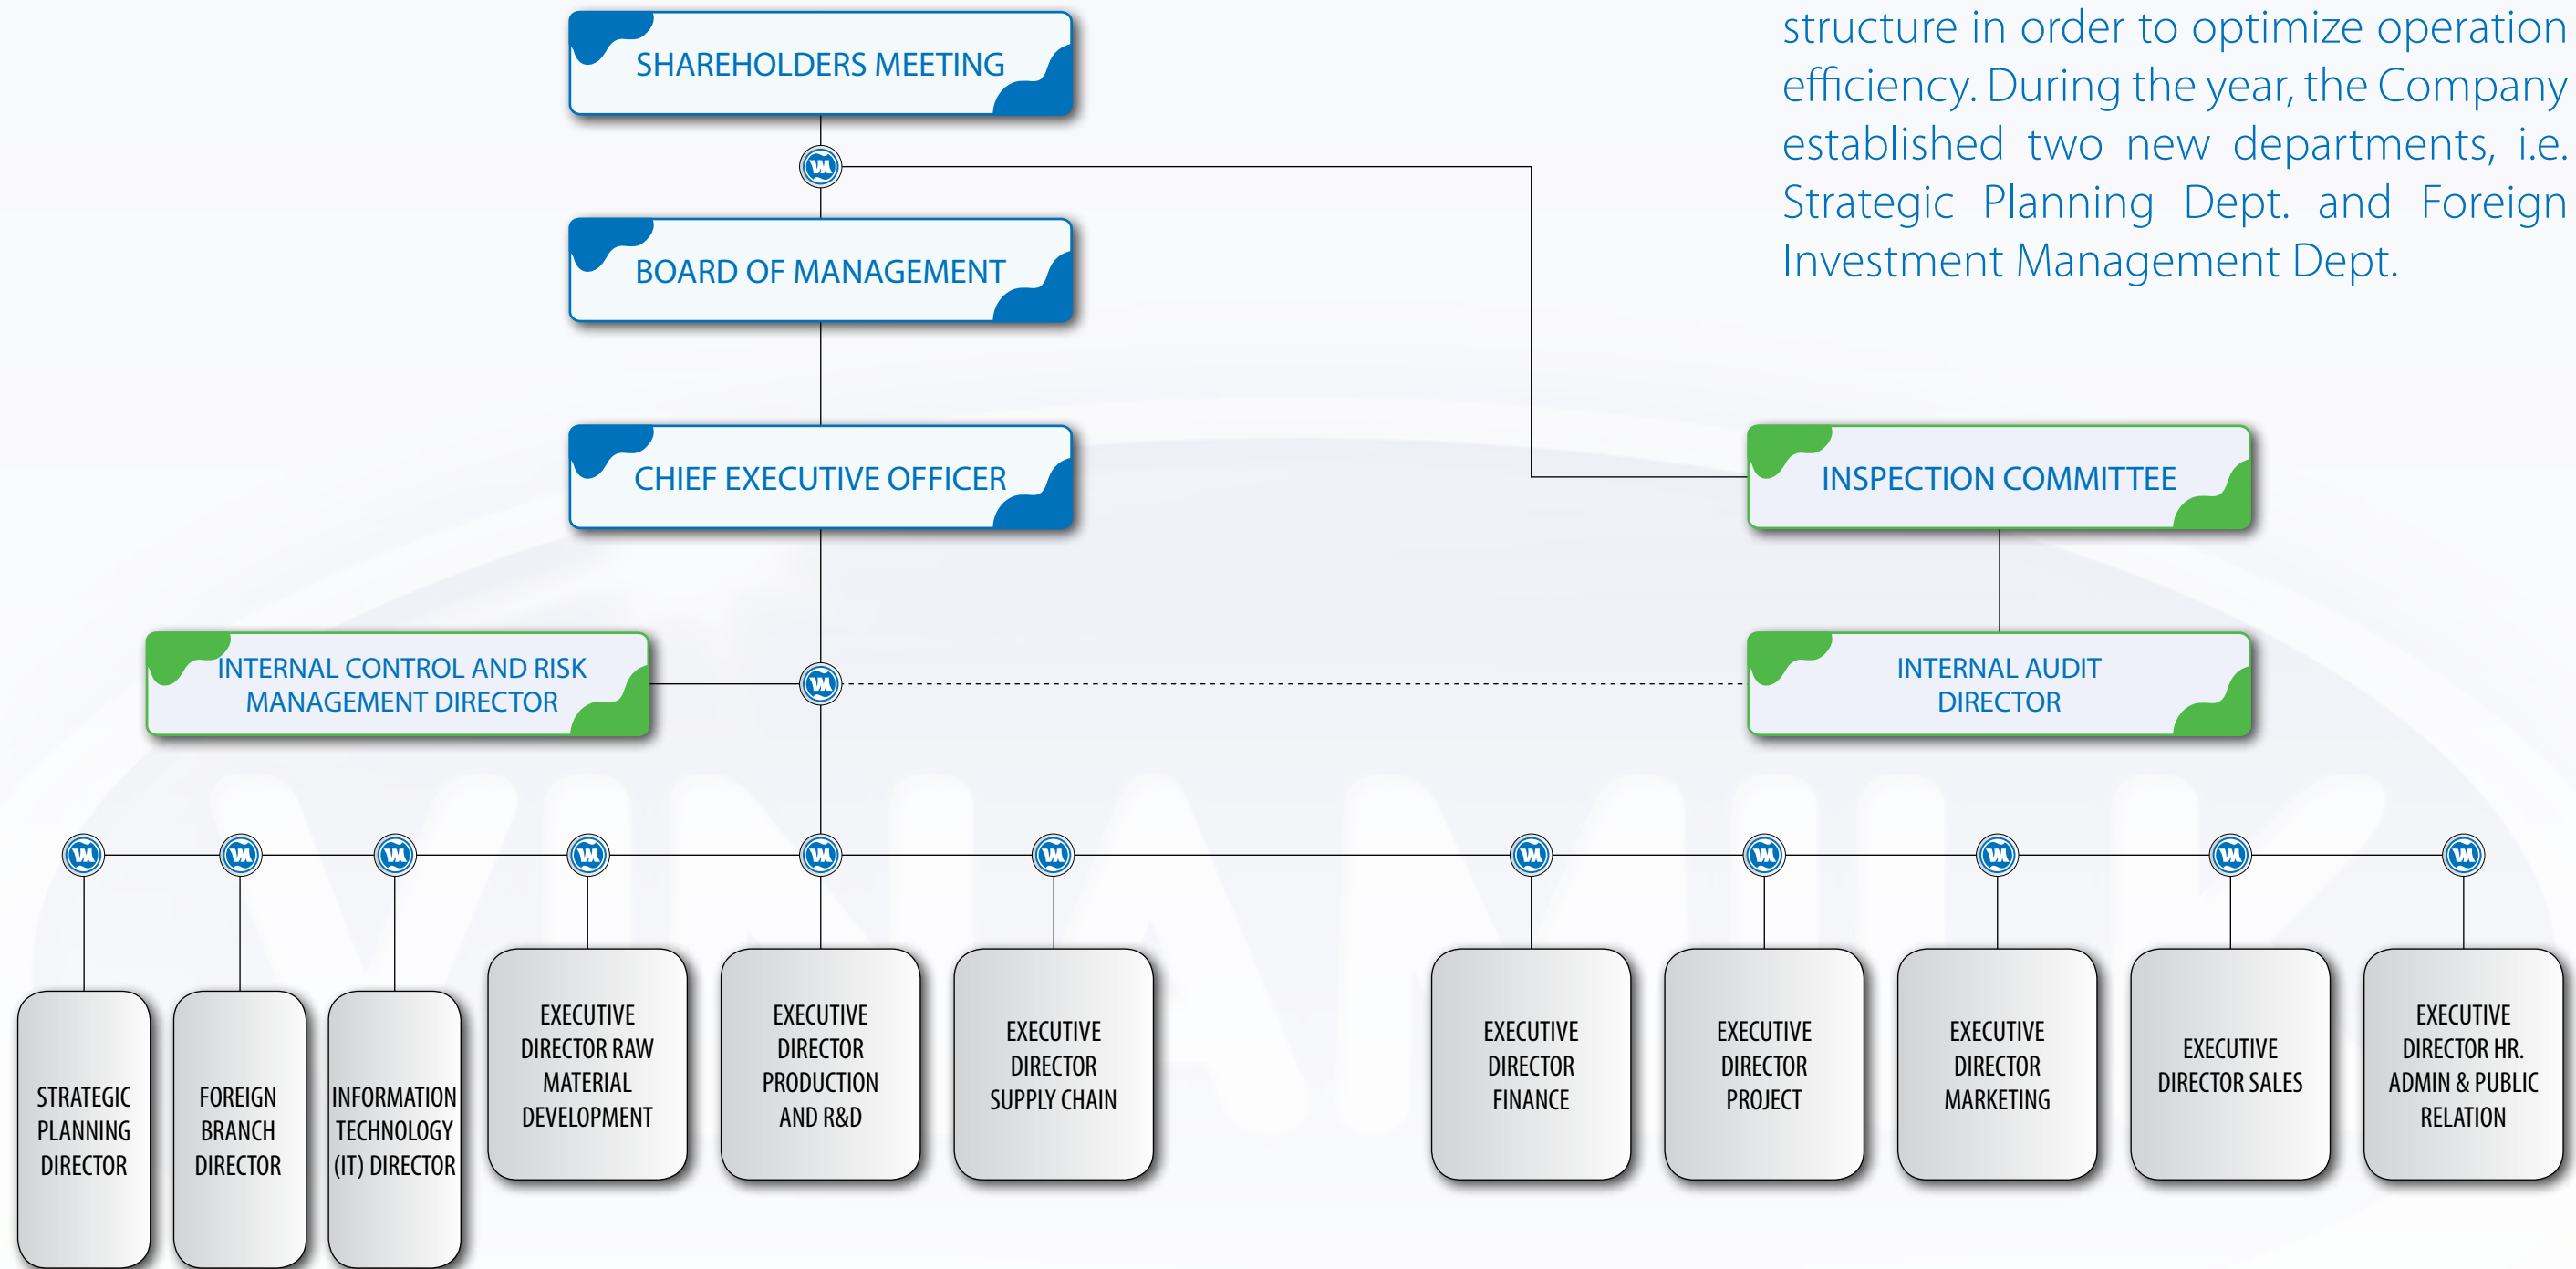 structure in order to optimize operation
efficiency. During the year, the Company
established two new departments, i.e.
Strategic Planning Dept. and Foreign
Investment Management Dept.
SHAREHOLDERS MEETING
BOARD OF MANAGEMENT
CHIEF EXECUTIVE OFFICER
INSPECTION COMMITTEE
INTERNAL CONTROL AND RISK
MANAGEMENT DIRECTOR
INTERNAL AUDIT
DIRECTOR
VINAMILK
STRATEGIC
PLANNING
DIRECTOR
FOREIGN
BRANCH
DIRECTOR
INFORMATION
TECHNOLOGY
(IT) DIRECTOR
EXECUTIVE
DIRECTOR RAW
MATERIAL
DEVELOPMENT
EXECUTIVE
DIRECTOR
PRODUCTION
AND R&D
EXECUTIVE
DIRECTOR
SUPPLY CHAIN
EXECUTIVE
DIRECTOR
FINANCE
EXECUTIVE
DIRECTOR
PROJECT
EXECUTIVE
DIRECTOR
MARKETING
EXECUTIVE
DIRECTOR SALES
EXECUTIVE
DIRECTOR HR.
ADMIN & PUBLIC
RELATION